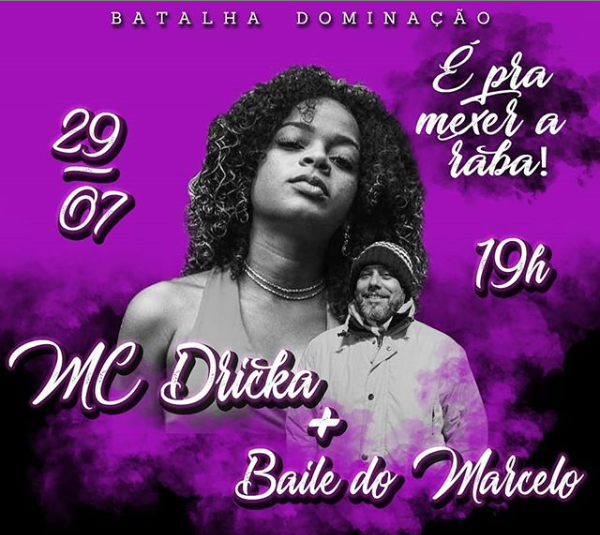 BATALHA DOMINAÇÃO
É pra
mexer a
raba!
29
07
19h
MC Dricka
+
Baile do Marcelo